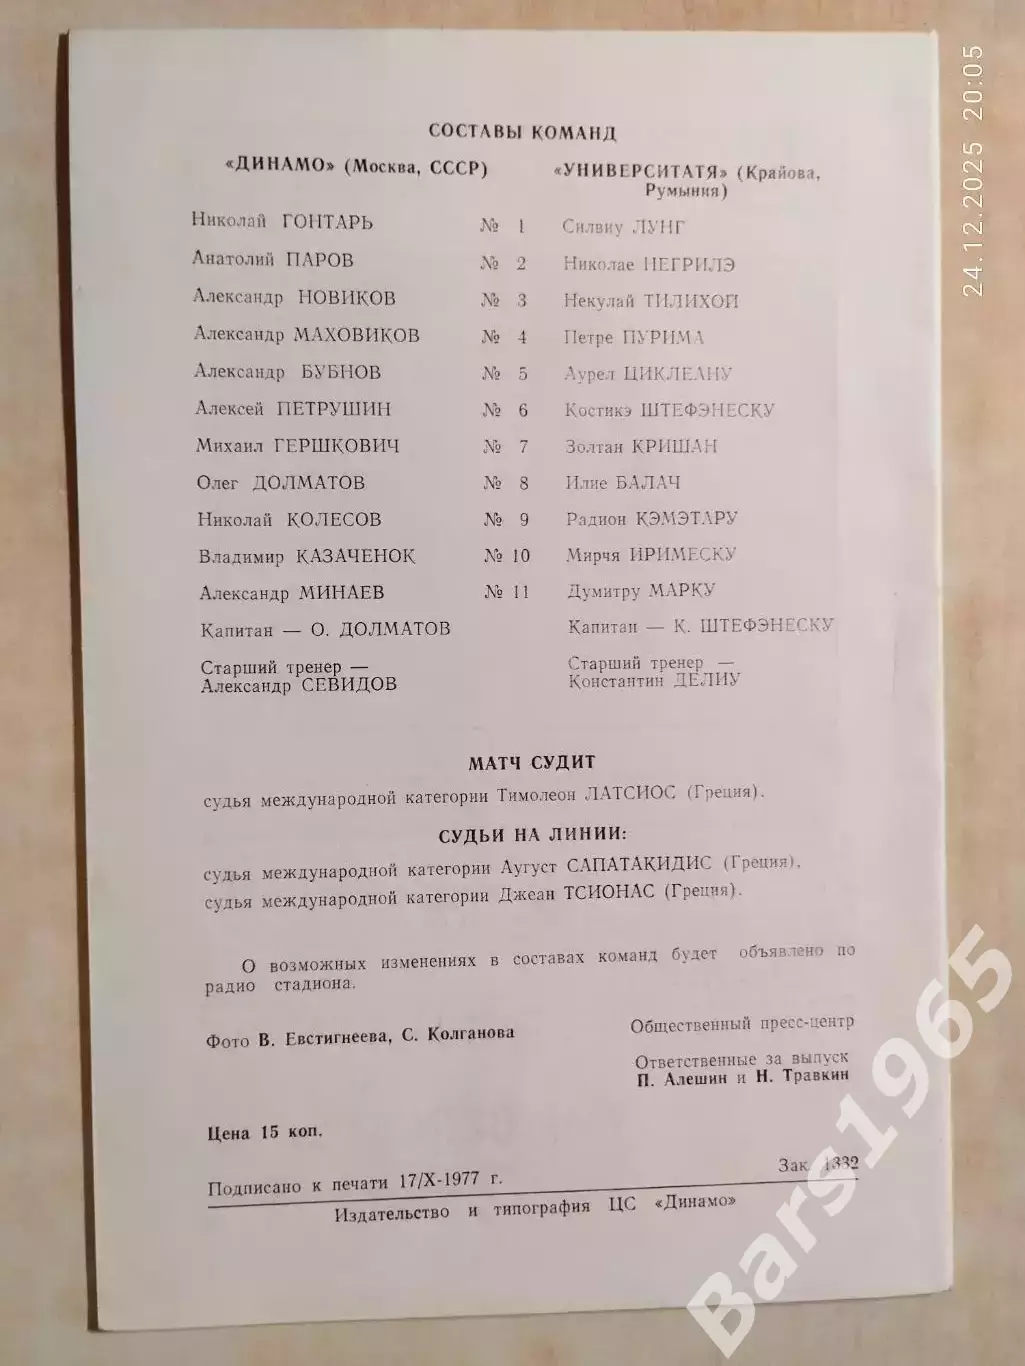 СОСТАВЫ КОМАНД
«ДИНАМО» (Москва, СССР) «УНИВЕРСИТАТЯ» (Крайова,
Румыния)
Николай ГОНТАРЬ № 1 Силвиу ЛУНГ
Анатолий ПАРОВ № 2 Николае НЕГРИЛЭ
Александр НОВИКОВ № 3 Некулай ТИЛИХОП
Александр МАХОВИКОВ № 4 Петре ПУРИМА
Александр БУБНОВ № 5 Аурел ЦИКЛЕАНУ
Алексей ПЕТРУШИН № 6 Костикэ ШТЕФЭНЕСКУ
Михаил ГЕРШКОВИЧ № 7 Золтан КРИШАН
Олег ДОЛМАТОВ № 8 Илие БАЛАЧ
Николай КОЛЕСОВ № 9 Радион КЭМЭТАРУ
Владимир КАЗАЧЕНОК № 10 Мирчя ИРИМЕСКУ
Александр МИНАЕВ № 11 Думитру МАРКУ
Капитан — О. ДОЛМАТОВ Капитан — К. ШТЕФЭНЕСКУ
Старший тренер — Старший тренер —
Александр СЕВИДОВ Константин ДЕЛИУ
МАТЧ СУДИТ
судья международной категории Тимолеон ЛАТСИОС (Греция).
СУДЬИ НА ЛИНИИ:
судья международной категории Аугуст САПАТАКИДИС (Греция).
судья международной категории Джеан ТСИОНАС (Греция).
О возможных изменениях в составах команд будет объявлено по
радио стадиона.
Фото В. Евстигнеева, С. Колганова
Общественный пресс-центр
Ответственные за выпуск
П. Алешин и Н. Травкин
Цена 15 коп.
Подписано к печати 17/X-1977 г. Зак. 1332
Издательство и типография ЦС «Динамо»
24.12.2025 20:05
Bars1965